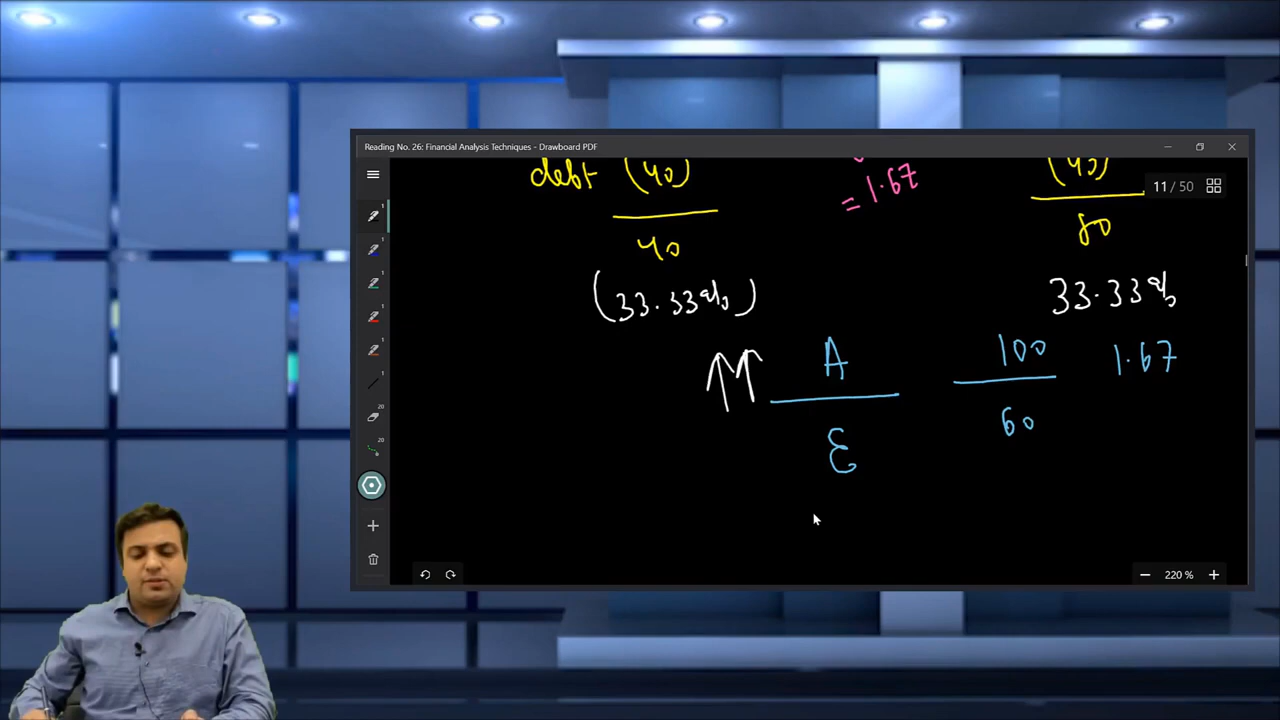 Reading No. 26: Financial Analysis Techniques - Drawboard PDF
11 / 50
debt (40)
40
(33.33%)
= 1.67
(40)
80
33.33%
A
E
100
60
1.67
220 %